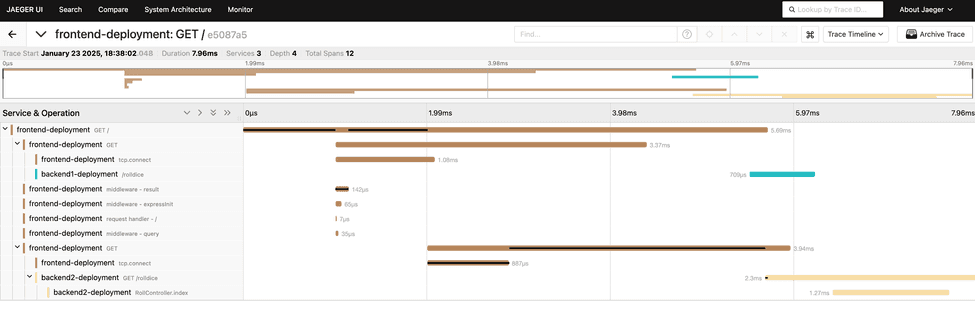 JAEGER UI Search Compare System Architecture Monitor Lookup by Trace ID... About Jaeger
frontend-deployment: GET / e5087a5 Find... Trace Timeline Archive Trace
Trace Start January 23 2025, 18:38:02.048 Duration 7.96ms Services 3 Depth 4 Total Spans 12
0μs 1.99ms 3.98ms 5.97ms 7.96ms
Service & Operation 0μs 1.99ms 3.98ms 5.97ms 7.96ms
frontend-deployment GET / 5.69ms
frontend-deployment GET 3.37ms
frontend-deployment tcp.connect 1.08ms
backend1-deployment /rolldice 709μs
frontend-deployment middleware - result 142μs
frontend-deployment middleware - expressInit 65μs
frontend-deployment request handler - / 7μs
frontend-deployment middleware - query 35μs
frontend-deployment GET 3.94ms
frontend-deployment tcp.connect 887μs
backend2-deployment GET /rolldice 2.3ms
backend2-deployment RollController.index 1.27ms